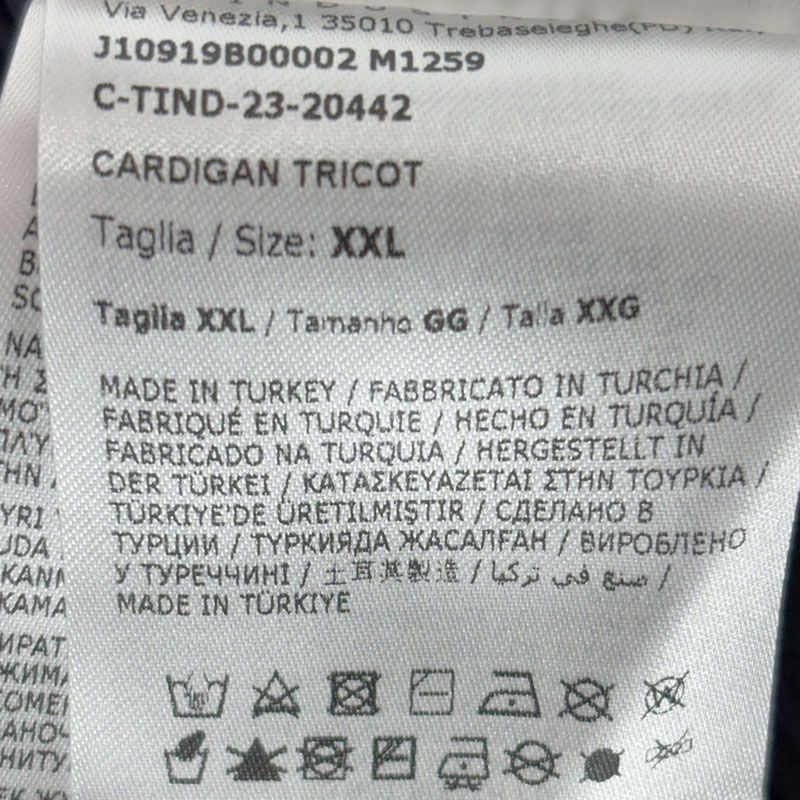 Via Venezia,1 35010 Trebaseleghe(PD)
J10919B00002 M1259
C-TIND-23-20442
CARDIGAN TRICOT
Taglia / Size: XXL
Taglia XXL / Tamanho GG / Talla XXG
MADE IN TURKEY / FABBRICATO IN TURCHIA /
FABRIQUÉ EN TURQUIE / HECHO EN TURQUÍA /
FABRICADO NA TURQUIA / HERGESTELLT IN
DER TÜRKEI / ΚΑΤΑΣΚΕΥΑΖΕΤΑΙ ΣΤΗΝ ΤΟΥΡΚΙΑ /
TÜRKIYE'DE ÜRETILMIŞTIR / СДЕЛАНО В
ТУРЦИИ / ТҮРКИЯДА ЖАСАЛҒАН / ВИРОБЛЕНО
У ТУРЕЧЧИНІ / 土耳其製造 / صنع في تركيا /
MADE IN TÜRKIYE